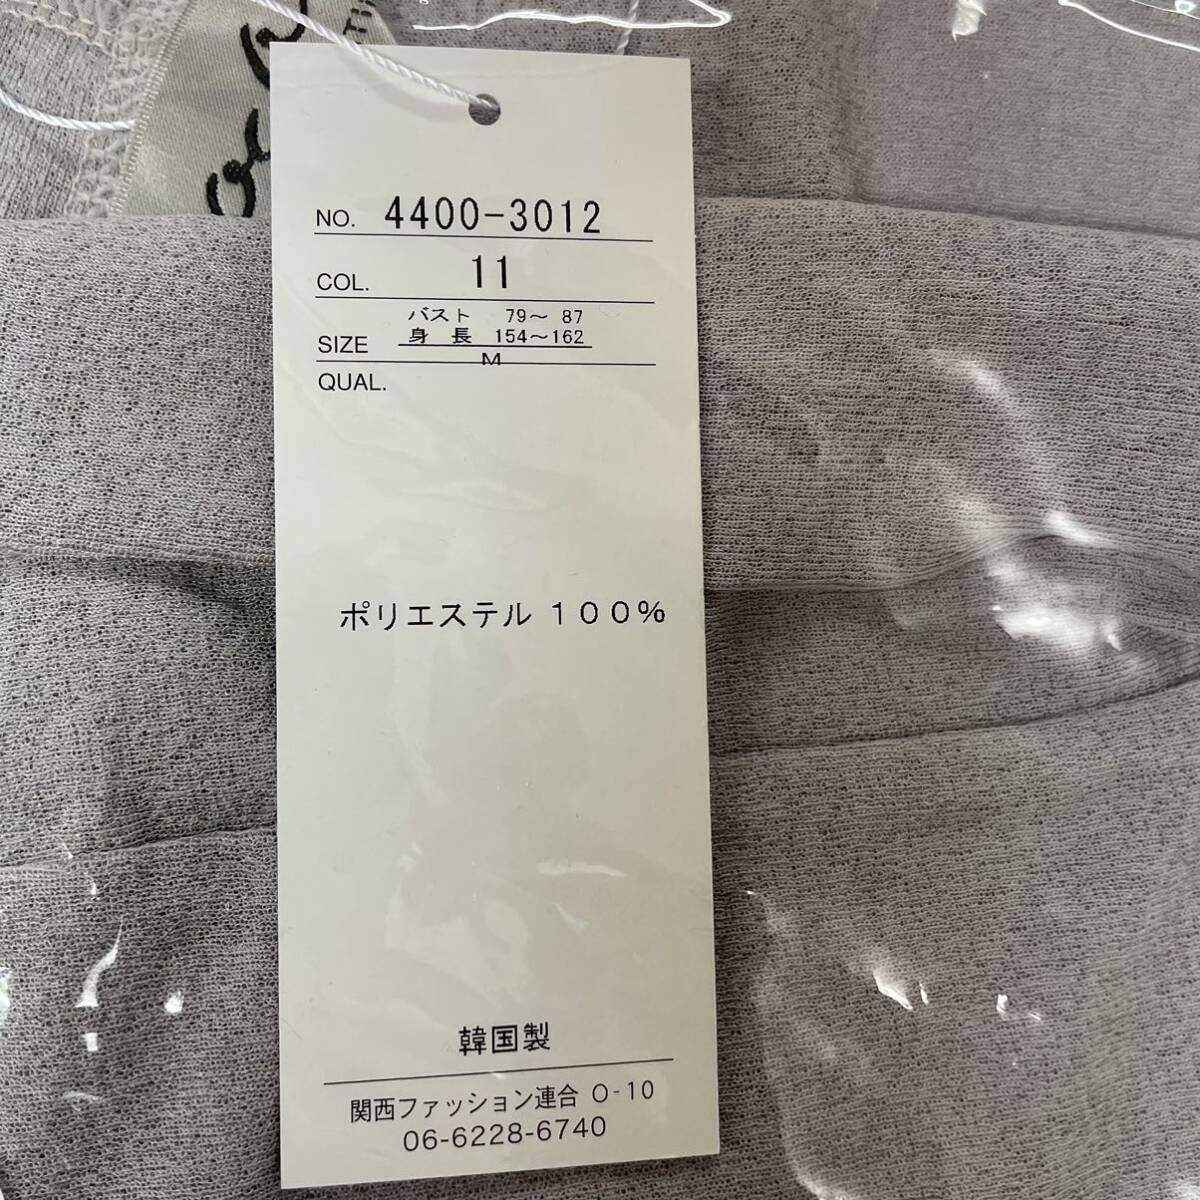 NO. 4400-3012
COL. 11
バスト 79～ 87
身 長 154～162
SIZE
M
QUAL.
ポリエステル １００％
韓国製
関西ファッション連合 O-10
06-6228-6740